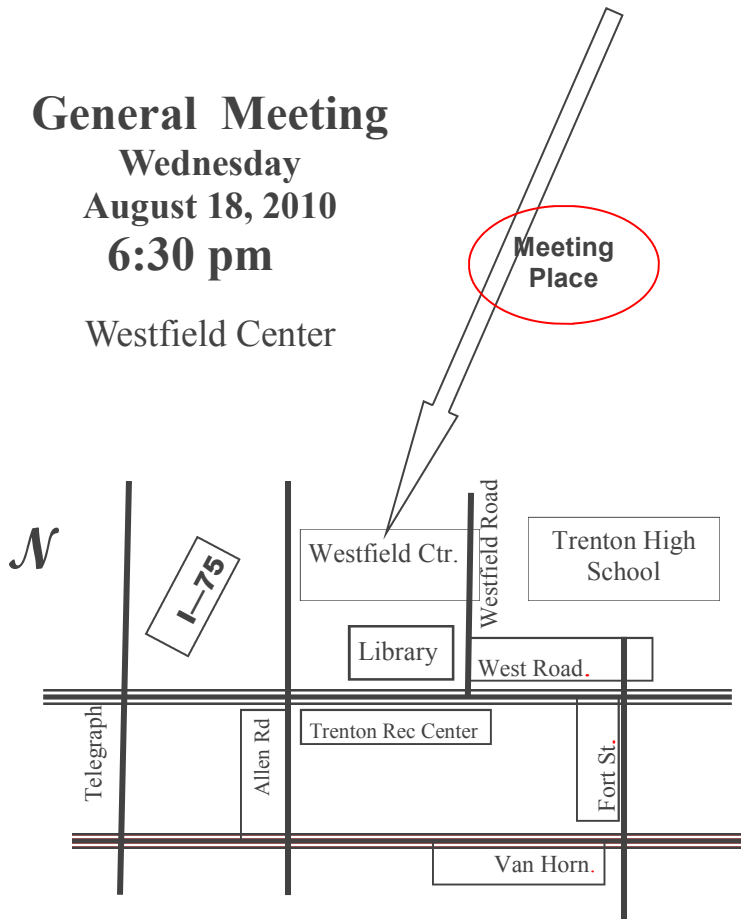 General Meeting
Wednesday
August 18, 2010
6:30 pm
Westfield Center
Meeting
Place
N
I—75
Westfield Ctr.
Westfield Road
Trenton High
School
Library
West Road.
Telegraph
Allen Rd
Trenton Rec Center
Fort St.
Van Horn.